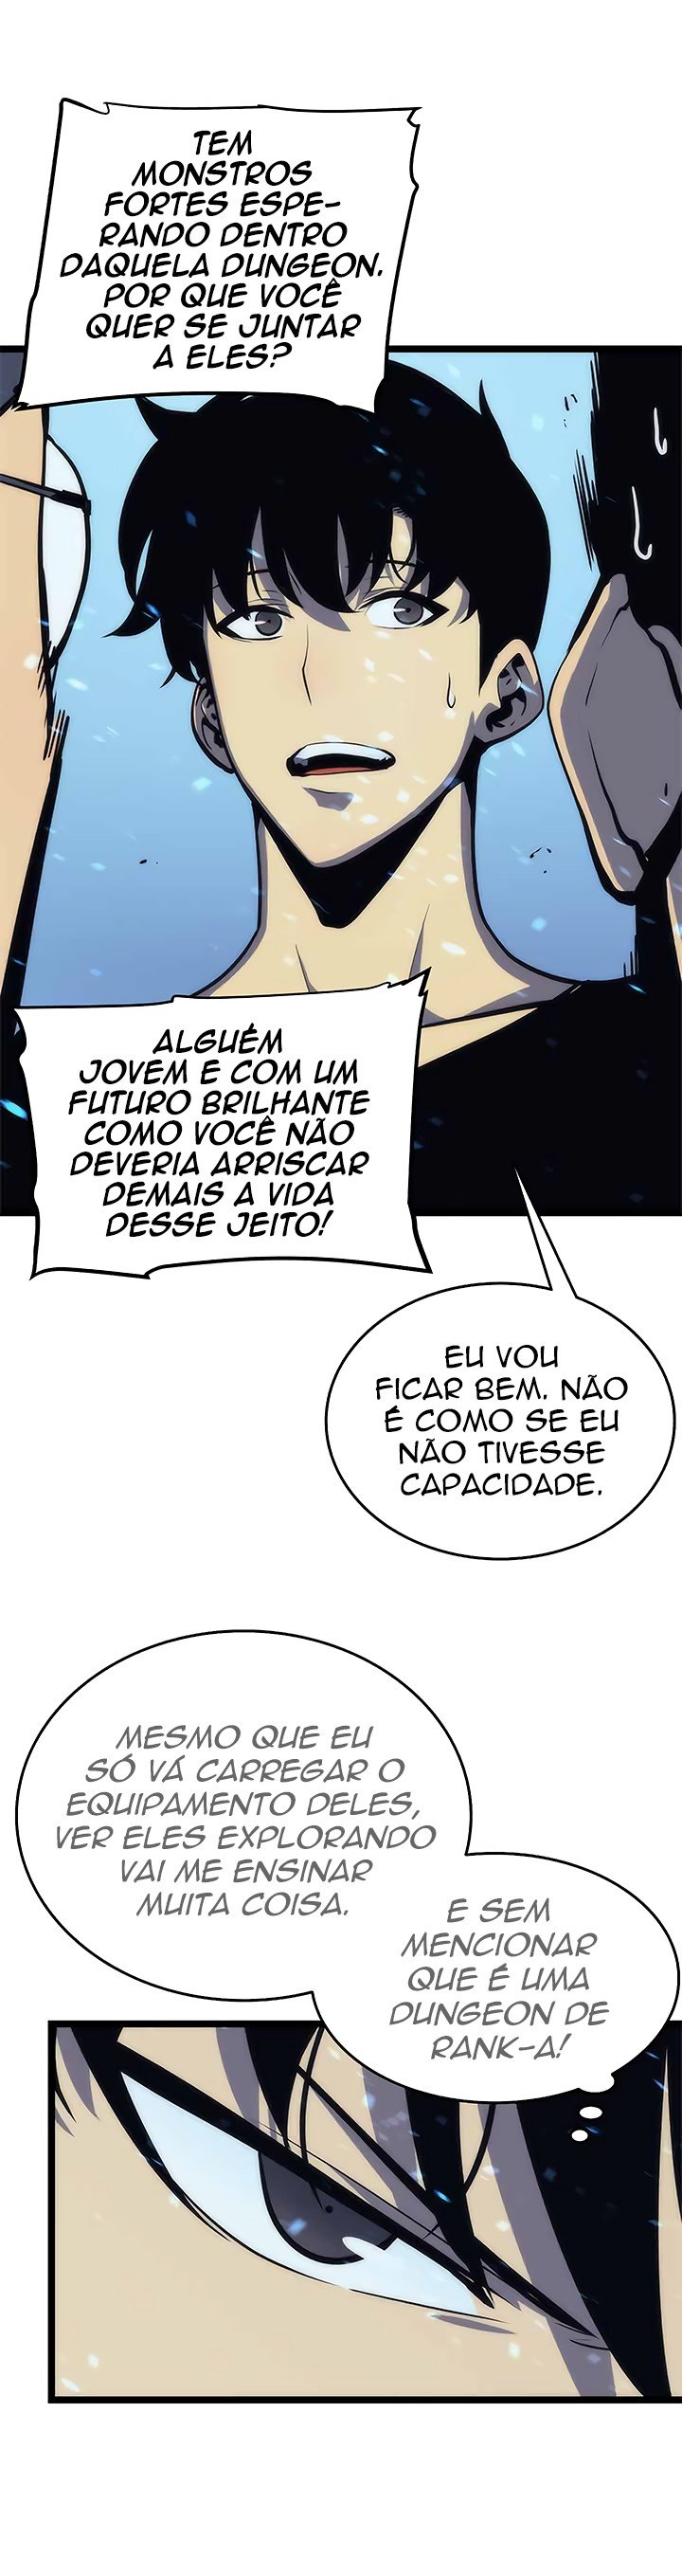 TEM
MONSTROS
FORTES ESPE-
RANDO DENTRO
DAQUELA DUNGEON.
POR QUE VOCÊ
QUER SE JUNTAR
A ELES?
ALGUÉM
JOVEM E COM UM
FUTURO BRILHANTE
COMO VOCÊ NÃO
DEVERIA ARRISCAR
DEMAIS A VIDA
DESSE JEITO!
EU VOU
FICAR BEM. NÃO
É COMO SE EU
NÃO TIVESSE
CAPACIDADE.
MESMO QUE EU
SÓ VÁ CARREGAR O
EQUIPAMENTO DELES,
VER ELES EXPLORANDO
VAI ME ENSINAR
MUITA COISA.
E SEM
MENCIONAR
QUE É UMA
DUNGEON DE
RANK-A!